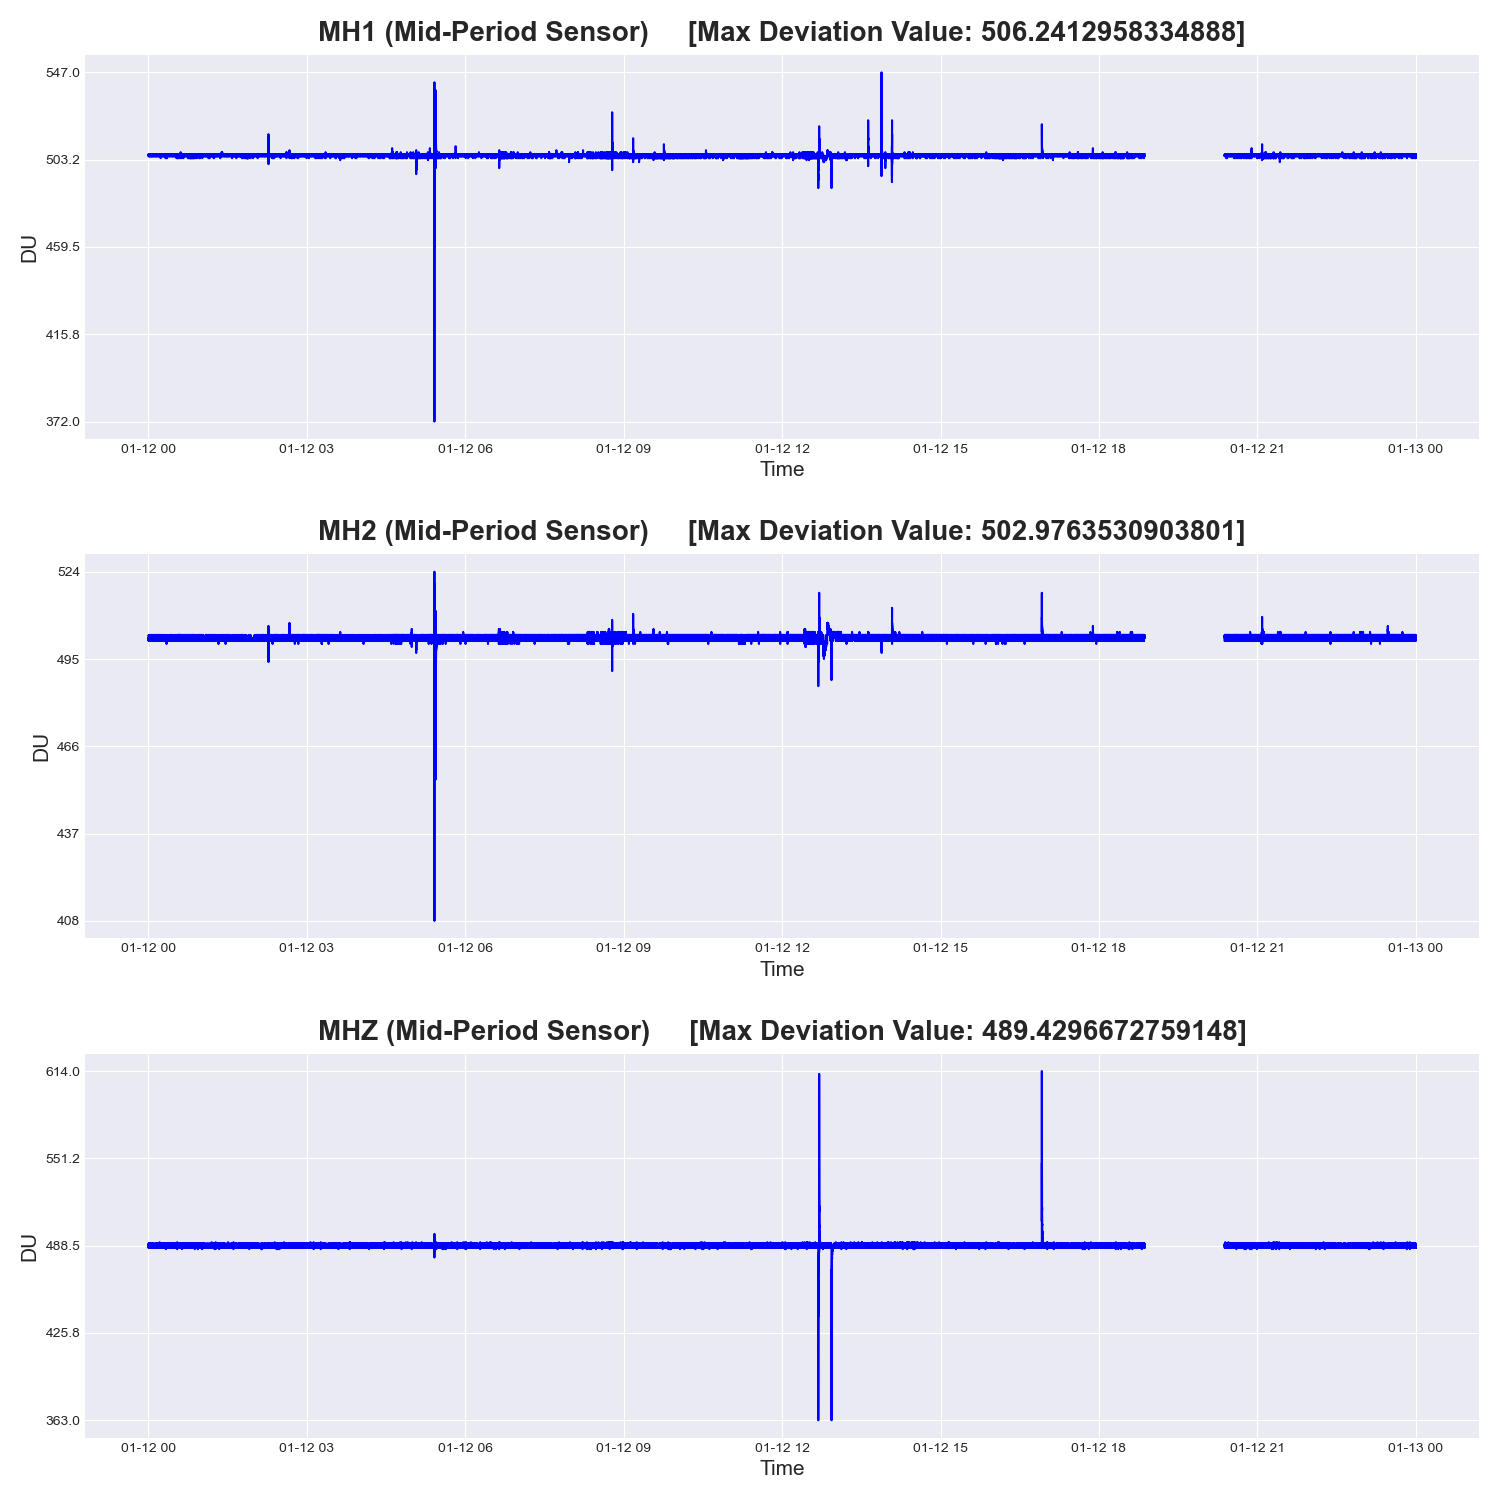 MH1 (Mid-Period Sensor) [Max Deviation Value: 506.2412958334888]
547.0
503.2
459.5
415.8
372.0
DU
01-12 00 01-12 03 01-12 06 01-12 09 01-12 12 01-12 15 01-12 18 01-12 21 01-13 00
Time
MH2 (Mid-Period Sensor) [Max Deviation Value: 502.9763530903801]
524
495
466
437
408
DU
01-12 00 01-12 03 01-12 06 01-12 09 01-12 12 01-12 15 01-12 18 01-12 21 01-13 00
Time
MHZ (Mid-Period Sensor) [Max Deviation Value: 489.4296672759148]
614.0
551.2
488.5
425.8
363.0
DU
01-12 00 01-12 03 01-12 06 01-12 09 01-12 12 01-12 15 01-12 18 01-12 21 01-13 00
Time